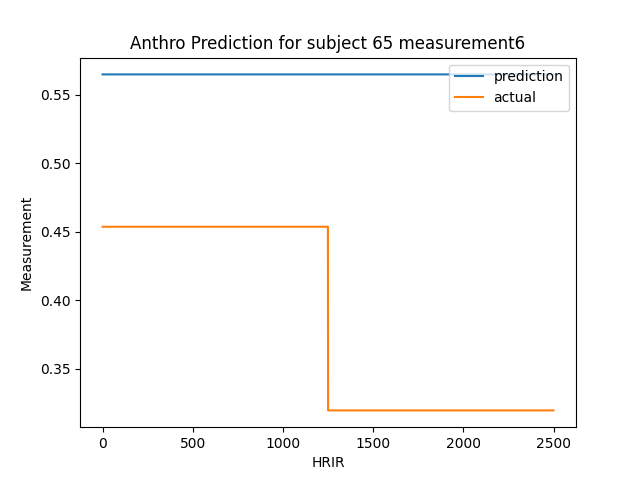 Anthro Prediction for subject 65 measurement6
prediction
actual
0.55
0.50
0.45
0.40
0.35
Measurement
0 500 1000 1500 2000 2500
HRIR